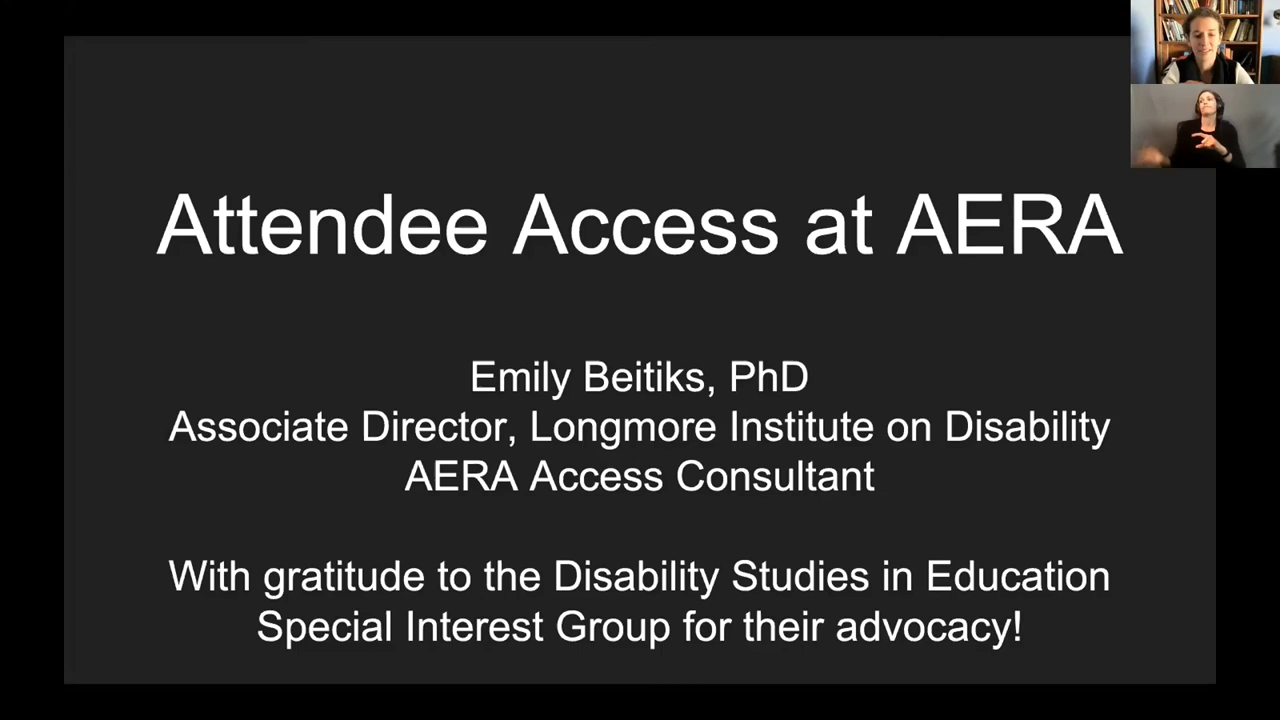 Attendee Access at AERA
Emily Beitiks, PhD
Associate Director, Longmore Institute on Disability
AERA Access Consultant
With gratitude to the Disability Studies in Education
Special Interest Group for their advocacy!